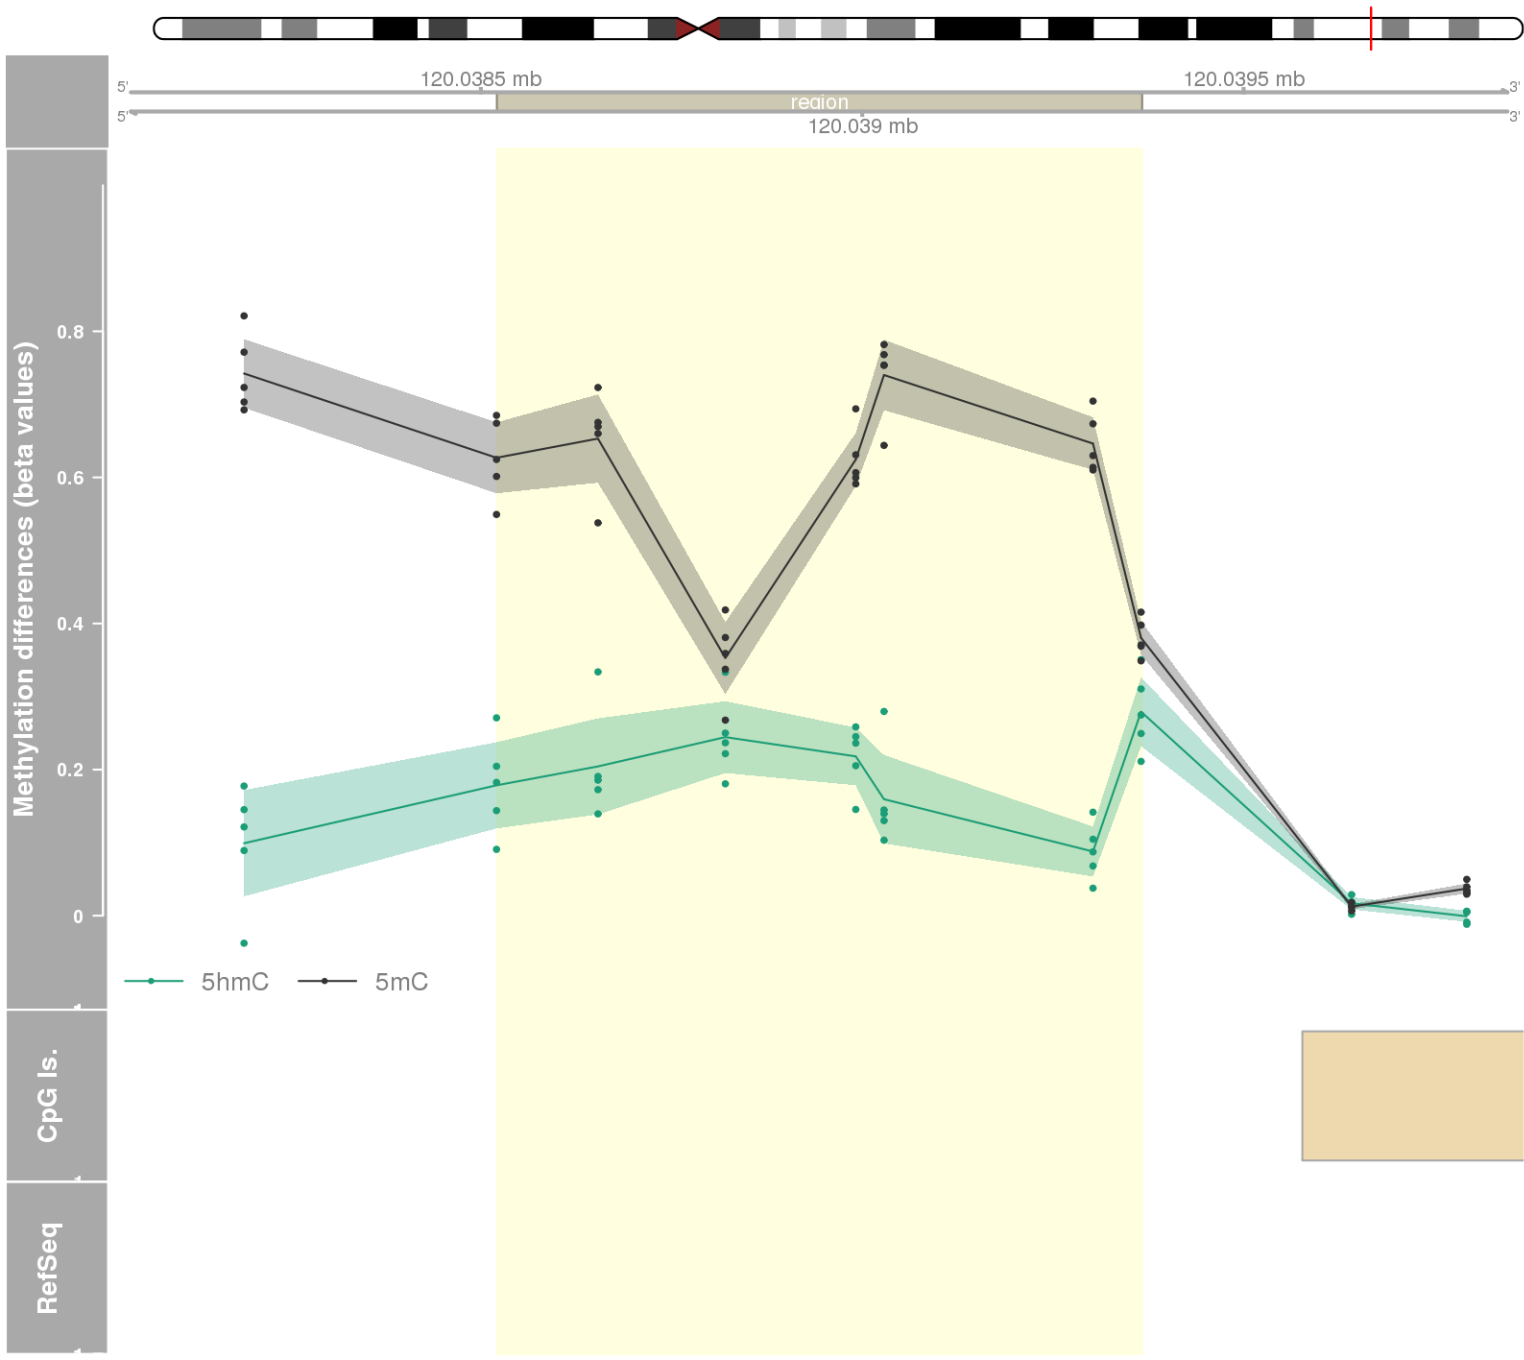 120.0385 mb
120.0395 mb
5'
3'
region
5'
3'
120.039 mb
Methylation differences (beta values)
0.8
0.6
0.4
0.2
0
5hmC
5mC
CpG Is.
RefSeq